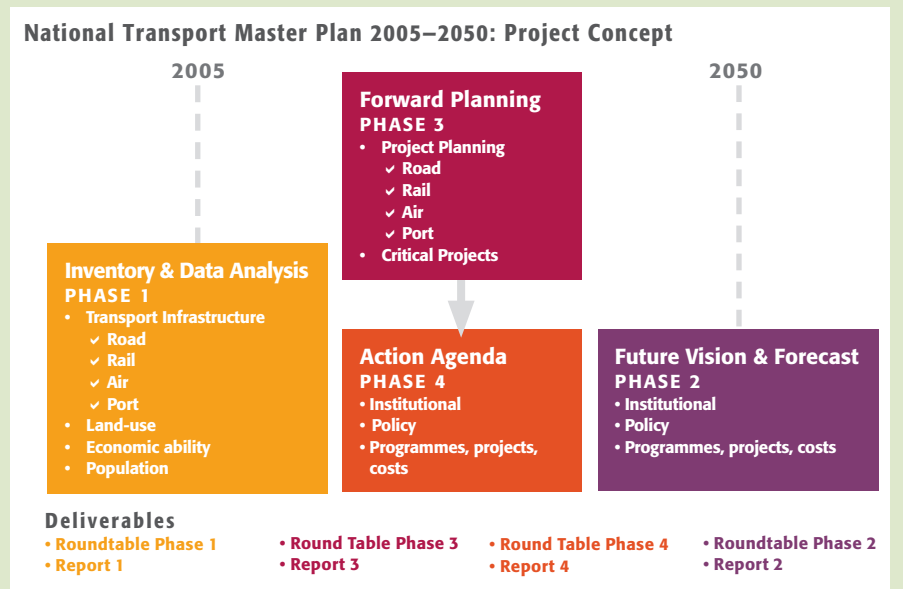 National Transport Master Plan 2005–2050: Project Concept
2005
2050
Forward Planning
PHASE 3
• Project Planning
✓ Road
✓ Rail
✓ Air
✓ Port
• Critical Projects
Inventory & Data Analysis
PHASE 1
• Transport Infrastructure
✓ Road
✓ Rail
✓ Air
✓ Port
• Land-use
• Economic ability
• Population
Action Agenda
PHASE 4
• Institutional
• Policy
• Programmes, projects,
costs
Future Vision & Forecast
PHASE 2
• Institutional
• Policy
• Programmes, projects, costs
Deliverables
• Roundtable Phase 1
• Report 1
• Round Table Phase 3
• Report 3
• Round Table Phase 4
• Report 4
• Roundtable Phase 2
• Report 2